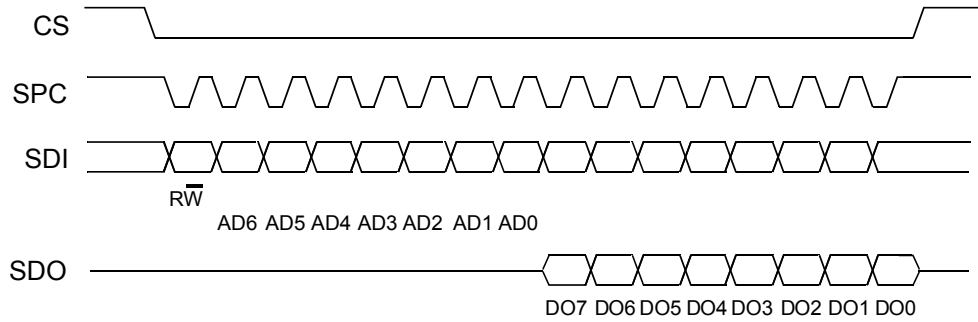 CS
SPC
SDI
RW̅
AD6 AD5 AD4 AD3 AD2 AD1 AD0
SDO
DO7 DO6 DO5 DO4 DO3 DO2 DO1 DO0